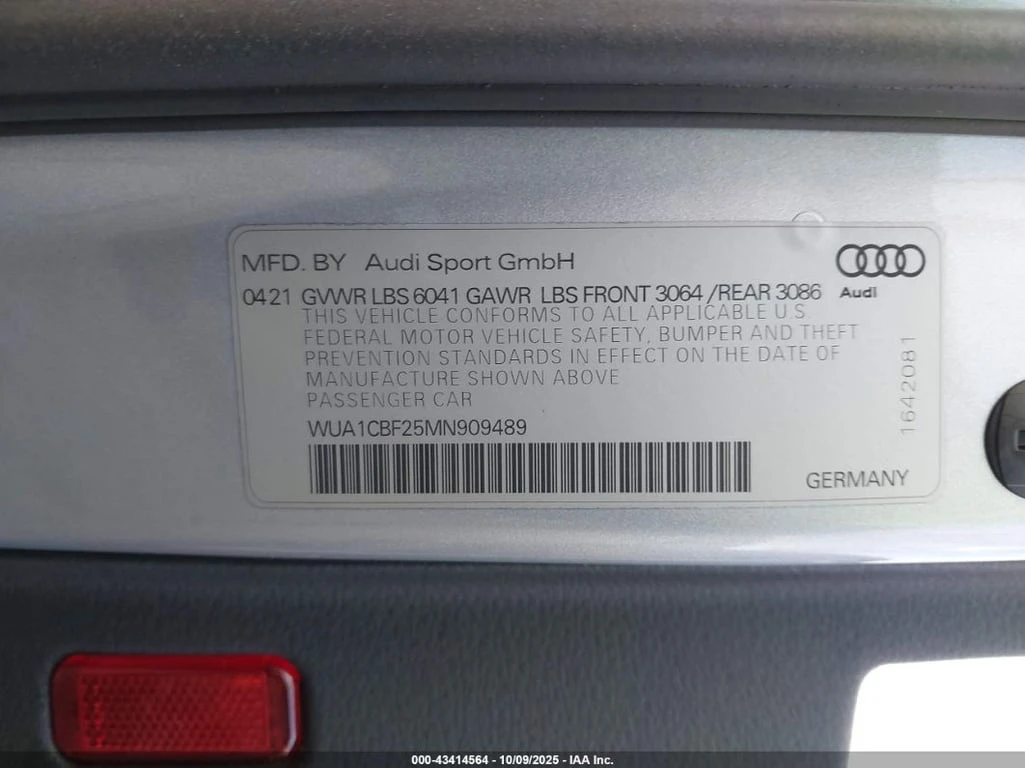 MFD. BY Audi Sport GmbH
0421 GVWR LBS 6041 GAWR LBS FRONT 3064 /REAR 3086
Audi
THIS VEHICLE CONFORMS TO ALL APPLICABLE U.S.
FEDERAL MOTOR VEHICLE SAFETY, BUMPER AND THEFT
PREVENTION STANDARDS IN EFFECT ON THE DATE OF
MANUFACTURE SHOWN ABOVE
PASSENGER CAR
1642081
WUA1CBF25MN909489
GERMANY
000-43414564 - 10/09/2025 - IAA Inc.